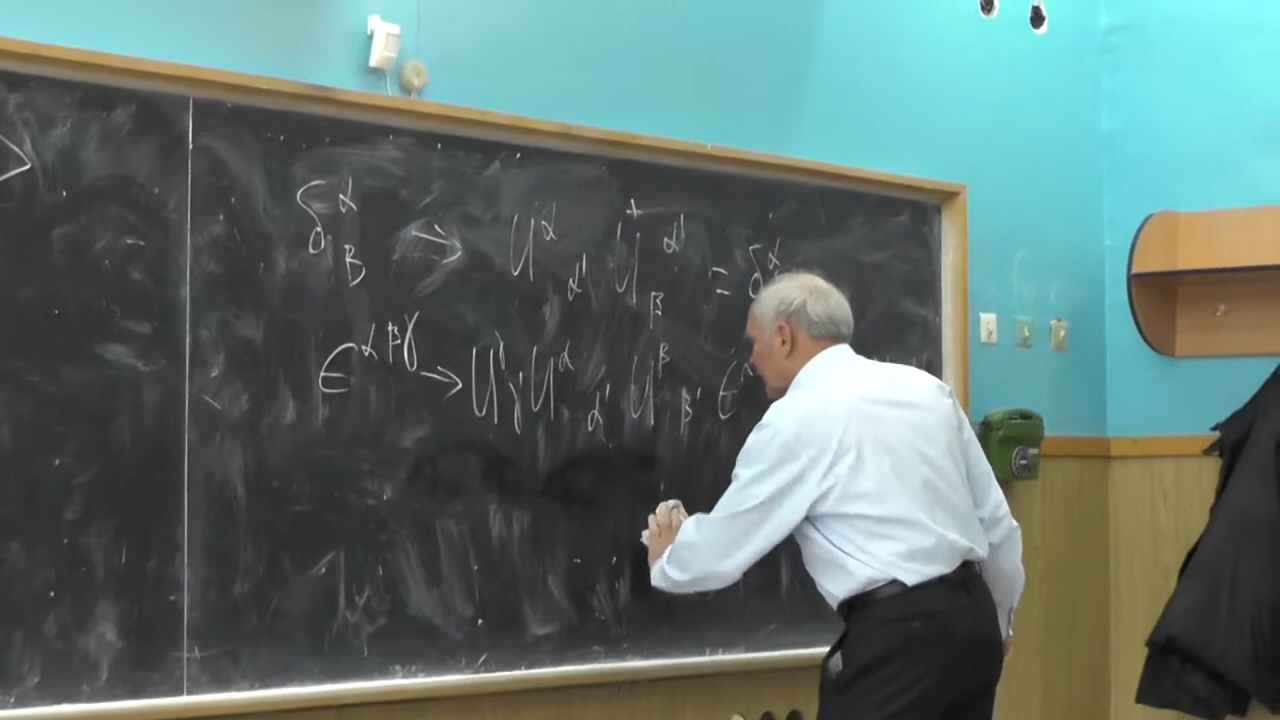 δ^α_β → U^α_α' U^+_β^α' = δ^α
ϵ^αβγ → U^γ_γ' U^α_α' U^β_β' ϵ